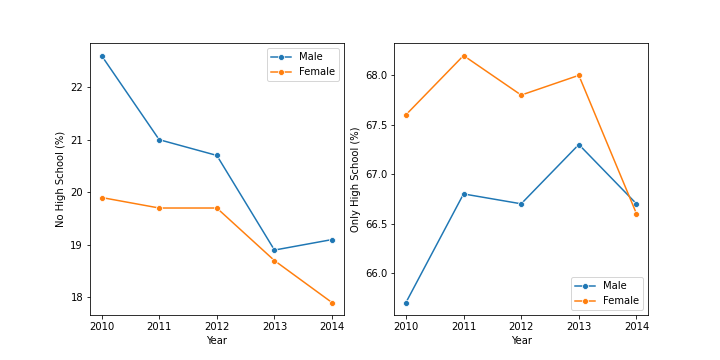 Male
Female
22
21
20
19
18
No High School (%)
2010 2011 2012 2013 2014
Year
68.0
67.5
67.0
66.5
66.0
Only High School (%)
Male
Female
2010 2011 2012 2013 2014
Year